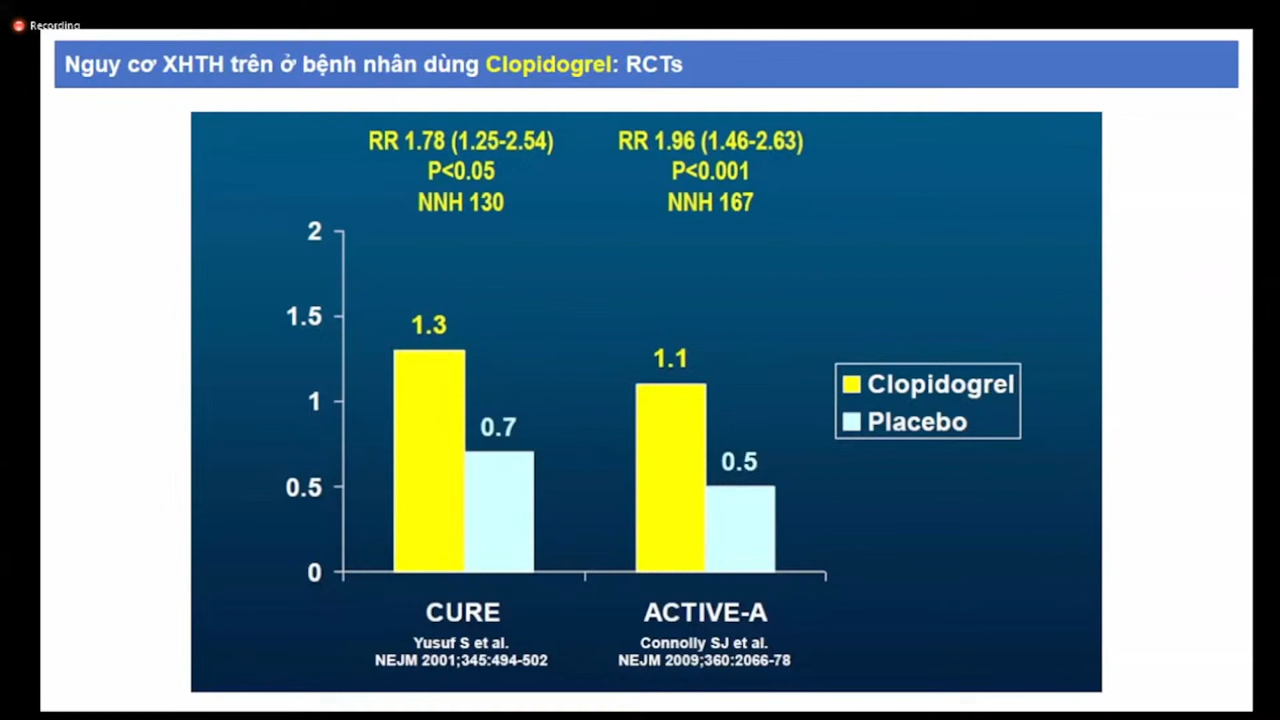 Recording
Nguy cơ XHTH trên ở bệnh nhân dùng Clopidogrel: RCTs
RR 1.78 (1.25-2.54)
P<0.05
NNH 130
RR 1.96 (1.46-2.63)
P<0.001
NNH 167
2
1.5
1
0.5
0
1.3
0.7
1.1
0.5
Clopidogrel
Placebo
CURE
Yusuf S et al.
NEJM 2001;345:494-502
ACTIVE-A
Connolly SJ et al.
NEJM 2009;360:2066-78